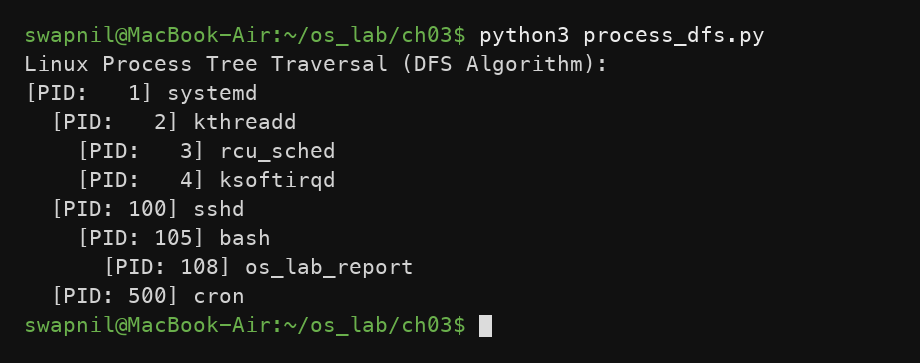 swapnil@MacBook-Air:~/os_lab/ch03$ python3 process_dfs.py
Linux Process Tree Traversal (DFS Algorithm):
[PID:   1] systemd
  [PID:   2] kthreadd
    [PID:   3] rcu_sched
    [PID:   4] ksoftirqd
  [PID: 100] sshd
    [PID: 105] bash
      [PID: 108] os_lab_report
  [PID: 500] cron
swapnil@MacBook-Air:~/os_lab/ch03$